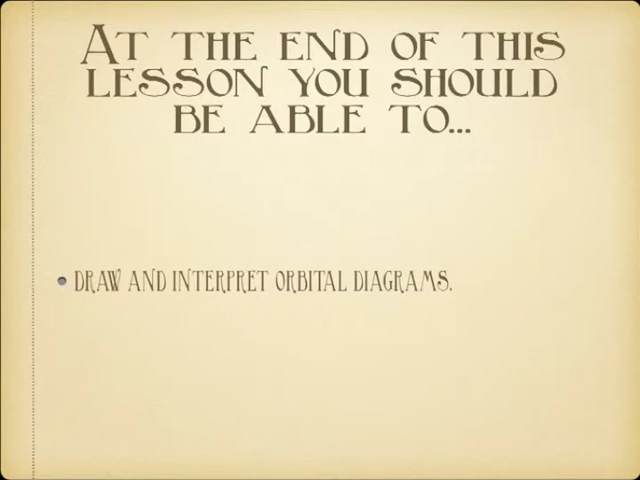 At the end of this
lesson you should
be able to...
• draw and interpret orbital diagrams.